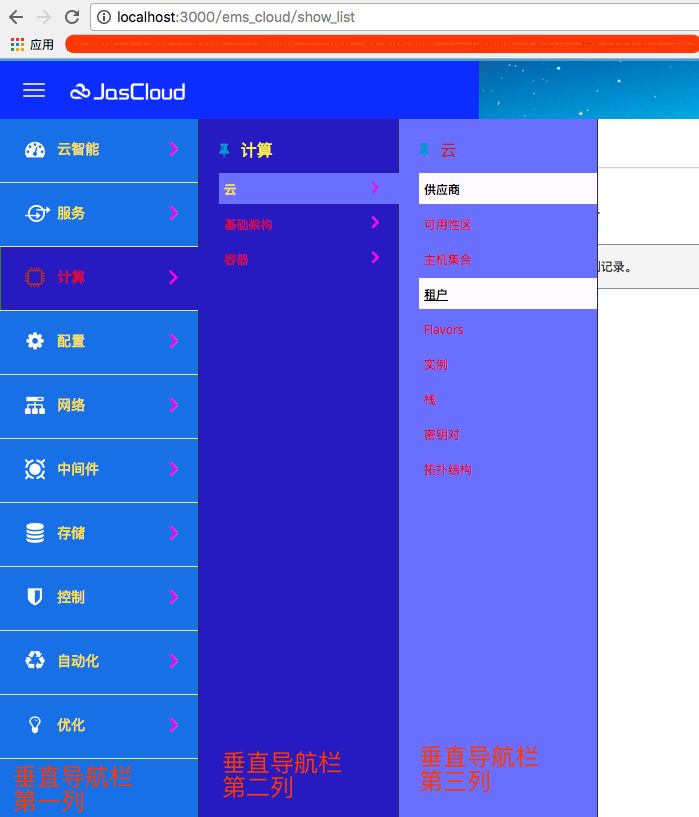 localhost:3000/ems_cloud/show_list
应用
JasCloud
云智能
服务
计算
配置
网络
中间件
存储
控制
自动化
优化
垂直导航栏
第一列
计算
云
基础架构
容器
垂直导航栏
第二列
云
供应商
可用性区
主机集合
租户
Flavors
实例
栈
密钥对
拓扑结构
垂直导航栏
第三列
记录。